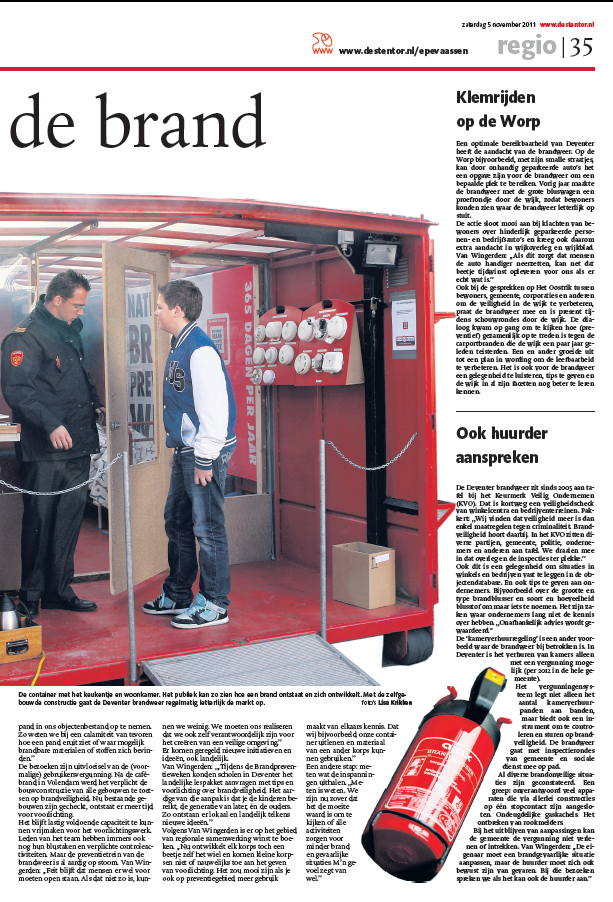 zaterdag 5 november 2011 www.destentor.nl
www.destentor.nl/epevaassen
regio | 35
de brand
NATI
BR
PRE
JAA
365 DAGEN PER JAAR
De container met het keukentje en woonkamer. Het publiek kan zo zien hoe een brand ontstaat en zich ontwikkelt. Met de zelfge-
bouwde constructie gaat de Deventer brandweer regelmatig letterlijk de markt op.
foto's Lisa Krikken
pand in ons objectenbestand op te nemen.
Zo weten we bij een calamiteit van tevoren
hoe een pand eruit ziet of waar mogelijk
brandbare materialen of stoffen zich bevin-
den.”
De bezoeken zijn uitvloeisel van de (voor-
malige) gebruikersvergunning. Na de café-
brand in Volendam werd het verplicht de
bouwconstructie van alle gebouwen te toet-
sen op brandveiligheid. Nu bestaande ge-
bouwen zijn gecheckt, ontstaat er meer tijd
voor voorlichting.
Het blijft lastig voldoende capaciteit te kun-
nen vrijmaken voor het voorlichtingswerk.
Leden van het team hebben immers ook
nog hun blustaken en verplichte controleac-
tiviteiten. Maar de preventietrein van de
brandweer is al aardig op stoom. Van Win-
gerden: „Feit blijft dat mensen er wel voor
moeten open staan. Als dat niet zo is, kun-
nen we weinig. We moeten ons realiseren
dat we ook zelf verantwoordelijk zijn voor
het creëren van een veilige omgeving.”
Er komen geregeld nieuwe initiatieven en
ideeën, ook landelijk.
Van Wingerden: „Tijdens de Brandpreven-
tieweken konden scholen in Deventer het
landelijke lespakket aanvragen met tips en
voorlichting over brandveiligheid. Het aar-
dige van die aanpak is dat je de kinderen be-
reikt, de generatie van later, én de ouders.
Zo ontstaan er lokaal en landelijk telkens
nieuwe ideeën.”
Volgens Van Wingerden is er op het gebied
van regionale samenwerking winst te boe-
ken. „Nu ontwikkelt elk korps toch een
beetje zelf het wiel en komen kleine korp-
sen niet of nauwelijks toe aan het geven
van voorlichting. Het zou mooi zijn als je
ook op preventiegebied meer gebruik
maakt van elkaars kennis. Dat
wij bijvoorbeeld onze contai-
ner uitlenen en materiaal
van een ander korps kun-
nen gebruiken.”
Een andere stap: me-
ten wat de inspannin-
gen uithalen. „Me-
ten is weten. We
zijn nu zover dat
het de moeite
waard is om te
kijken of alle
activiteiten
zorgen voor
minder brand
en gevaarlijke
situaties. M'n ge-
voel zegt van
wel.”
Klemrijden
op de Worp
Een optimale bereikbaarheid van Deventer
heeft de aandacht van de brandweer. Op de
Worp bijvoorbeeld, met zijn smalle straatjes,
kan door onhandig geparkeerde auto's het
een opgave zijn voor de brandweer om een
bepaalde plek te bereiken. Vorig jaar maakte
de brandweer met de grote bluswagen een
proefrondje door de wijk, zodat bewoners
konden zien waar de brandweer letterlijk op
stuit.
De actie sloot mooi aan bij klachten van be-
woners over hinderlijk geparkeerde perso-
nen- en bedrijfsauto's en kreeg ook daarom
extra aandacht in wijkoverleg en wijkblad.
Van Wingerden: „Als dit zorgt dat mensen
de auto handiger neerzetten, kan net dat
beetje tijdwinst opleveren voor ons als er
echt wat is.”
Ook bij de gesprekken op Het Oostrik tussen
bewoners, gemeente, corporaties en anderen
om de veiligheid in de wijk te verbeteren,
praat de brandweer mee en is present tij-
dens schouwrondes door de wijk. De dia-
loog kwam op gang om te kijken hoe (pre-
ventief) gezamenlijk op te treden is tegen de
carportbranden die de wijk een paar jaar ge-
leden teisterden. Een en ander groeide uit
tot een plan in wording om de leefbaarheid
te verbeteren. Het is ook voor de brandweer
een gelegenheid te luisteren, tips te geven en
de wijk in al zijn facetten nog beter te leren
kennen.
Ook huurder
aanspreken
De Deventer brandweer zit sinds 2005 aan ta-
fel bij het Keurmerk Veilig Ondernemen
(KVO). Dat is kortweg een veiligheidscheck
van winkelcentra en bedrijventerreinen. Pak-
kert: „Wij vinden dat veiligheid meer is dan
enkel maatregelen tegen criminaliteit. Brand-
veiligheid hoort daarbij. In het KVO zitten di-
verse partijen, gemeente, politie, onderne-
mers en anderen aan tafel. We draaien mee
in dat overleg en de inspecties ter plekke.”
Ook dit is een gelegenheid om situaties in
winkels en bedrijven vast te leggen in de ob-
jectendatabase. En ook tips te geven aan on-
dernemers. Bijvoorbeeld over de grootte en
type brandblusser en soort en hoeveelheid
blusstof om maar iets te noemen. Het zijn za-
ken waar ondernemers lang niet de kennis
over hebben. „Onafhankelijk advies wordt ge-
waardeerd.”
De 'kamerverhuurregeling' is een ander voor-
beeld waar de brandweer bij betrokken is. In
Deventer is het verhuren van kamers alleen
met een vergunning moge-
lijk (per 2012 in de hele ge-
meente).
Het vergunningensys-
teem legt niet alleen het
aantal kamerverhuur-
panden aan banden,
maar biedt ook een in-
strument om te contro-
leren en sturen op brand-
veiligheid. De brandweer
gaat met inspectierondes
van gemeente en sociale
dienst mee op pad.
Al diverse brandonveilige situa-
ties zijn geconstateerd. Een
greep: onverantwoord veel appa-
raten die via allerlei constructies
op één stopcontact zijn aangeslo-
ten. Ondeugdelijke gaskachels. Het
ontbreken van rookmelders.
Bij het uitblijven van aanpassingen kan
de gemeente de vergunning niet verle-
nen of intrekken. Van Wingerden: „De ei-
genaar moet een brandgevaarlijke situatie
aanpassen, maar de huurder moet zich ook
bewust zijn van gevaren. Bij die bezoeken
spreken we als het kan ook de huurder aan.”